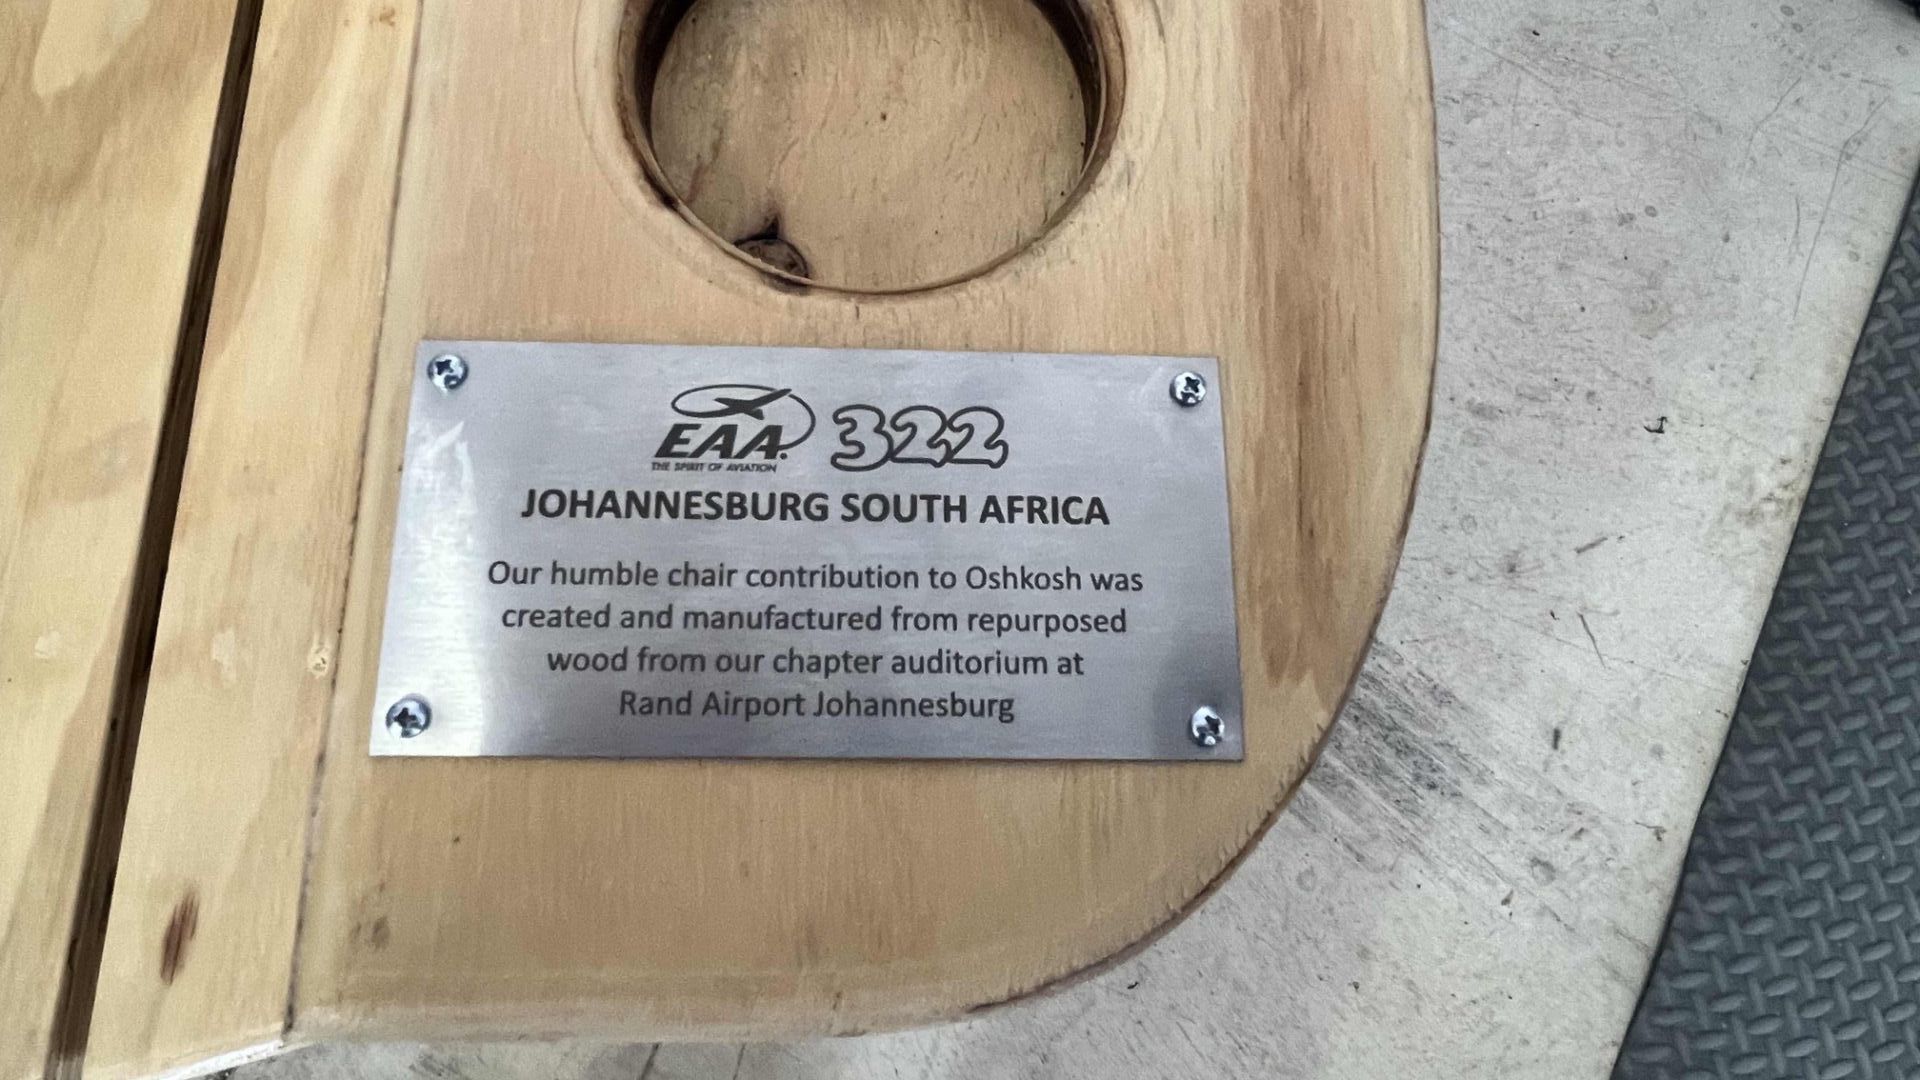 EAA 322
THE SPIRIT OF AVIATION
JOHANNESBURG SOUTH AFRICA
Our humble chair contribution to Oshkosh was
created and manufactured from repurposed
wood from our chapter auditorium at
Rand Airport Johannesburg